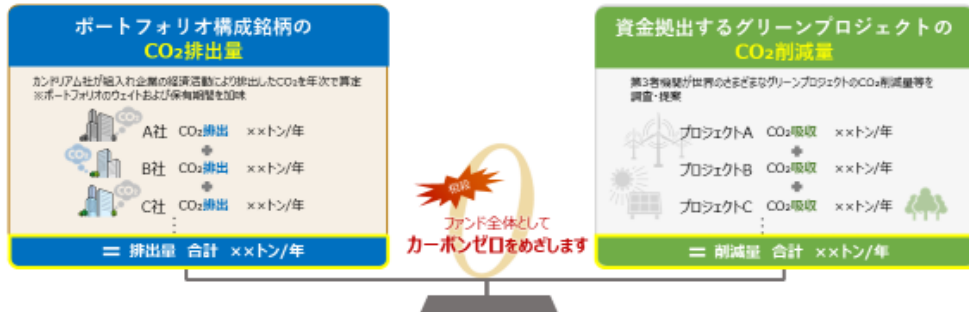 ポートフォリオ構成銘柄の
CO₂排出量
カンドリアム社が組入れ企業の経済活動により排出したCO₂を年次で算定
※ポートフォリオのウェイトおよび保有期間を加味
A社 CO₂排出 ××トン/年
+
B社 CO₂排出 ××トン/年
+
C社 CO₂排出 ××トン/年
⋮
= 排出量 合計 ××トン/年
相殺
ファンド全体として
カーボンゼロをめざします
資金拠出するグリーンプロジェクトの
CO₂削減量
第3者機関が世界のさまざまなグリーンプロジェクトのCO₂削減量等を
調査・提案
プロジェクトA CO₂吸収 ××トン/年
+
プロジェクトB CO₂吸収 ××トン/年
+
プロジェクトC CO₂吸収 ××トン/年
⋮
= 削減量 合計 ××トン/年